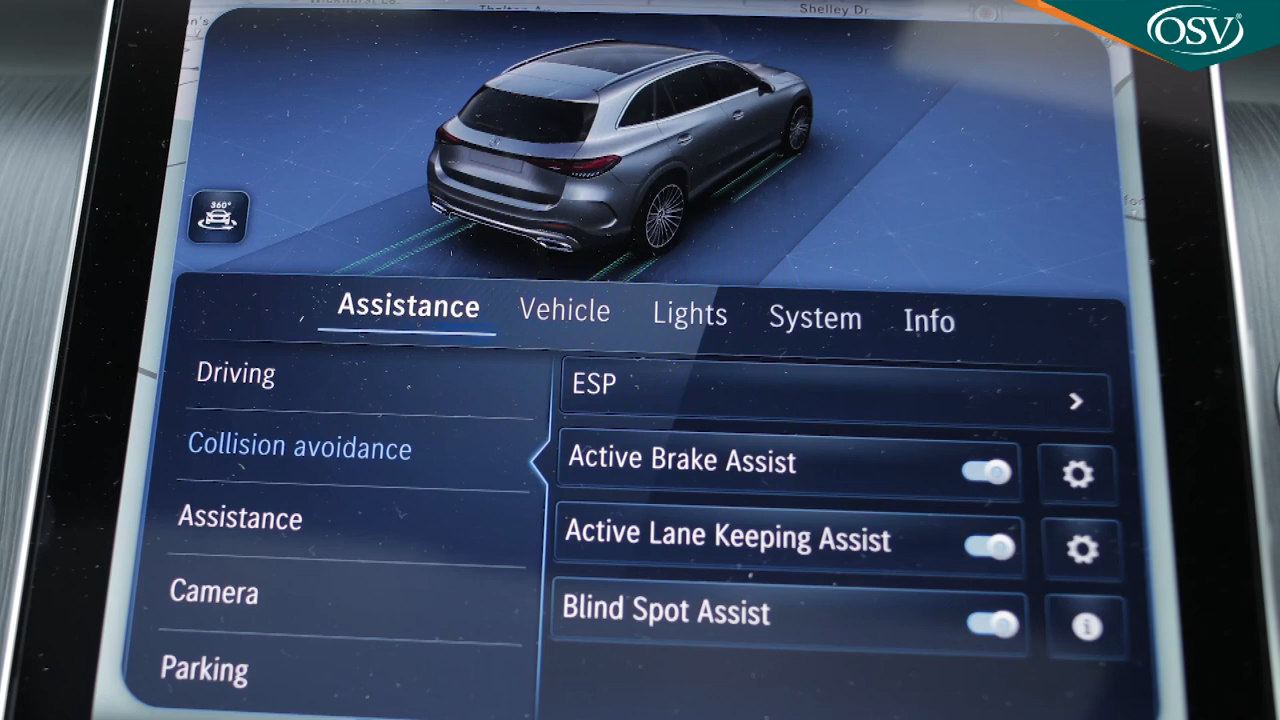 Shelley Dr
OSV
360°
Assistance Vehicle Lights System Info
Driving
Collision avoidance
Assistance
Camera
Parking
ESP
Active Brake Assist
Active Lane Keeping Assist
Blind Spot Assist